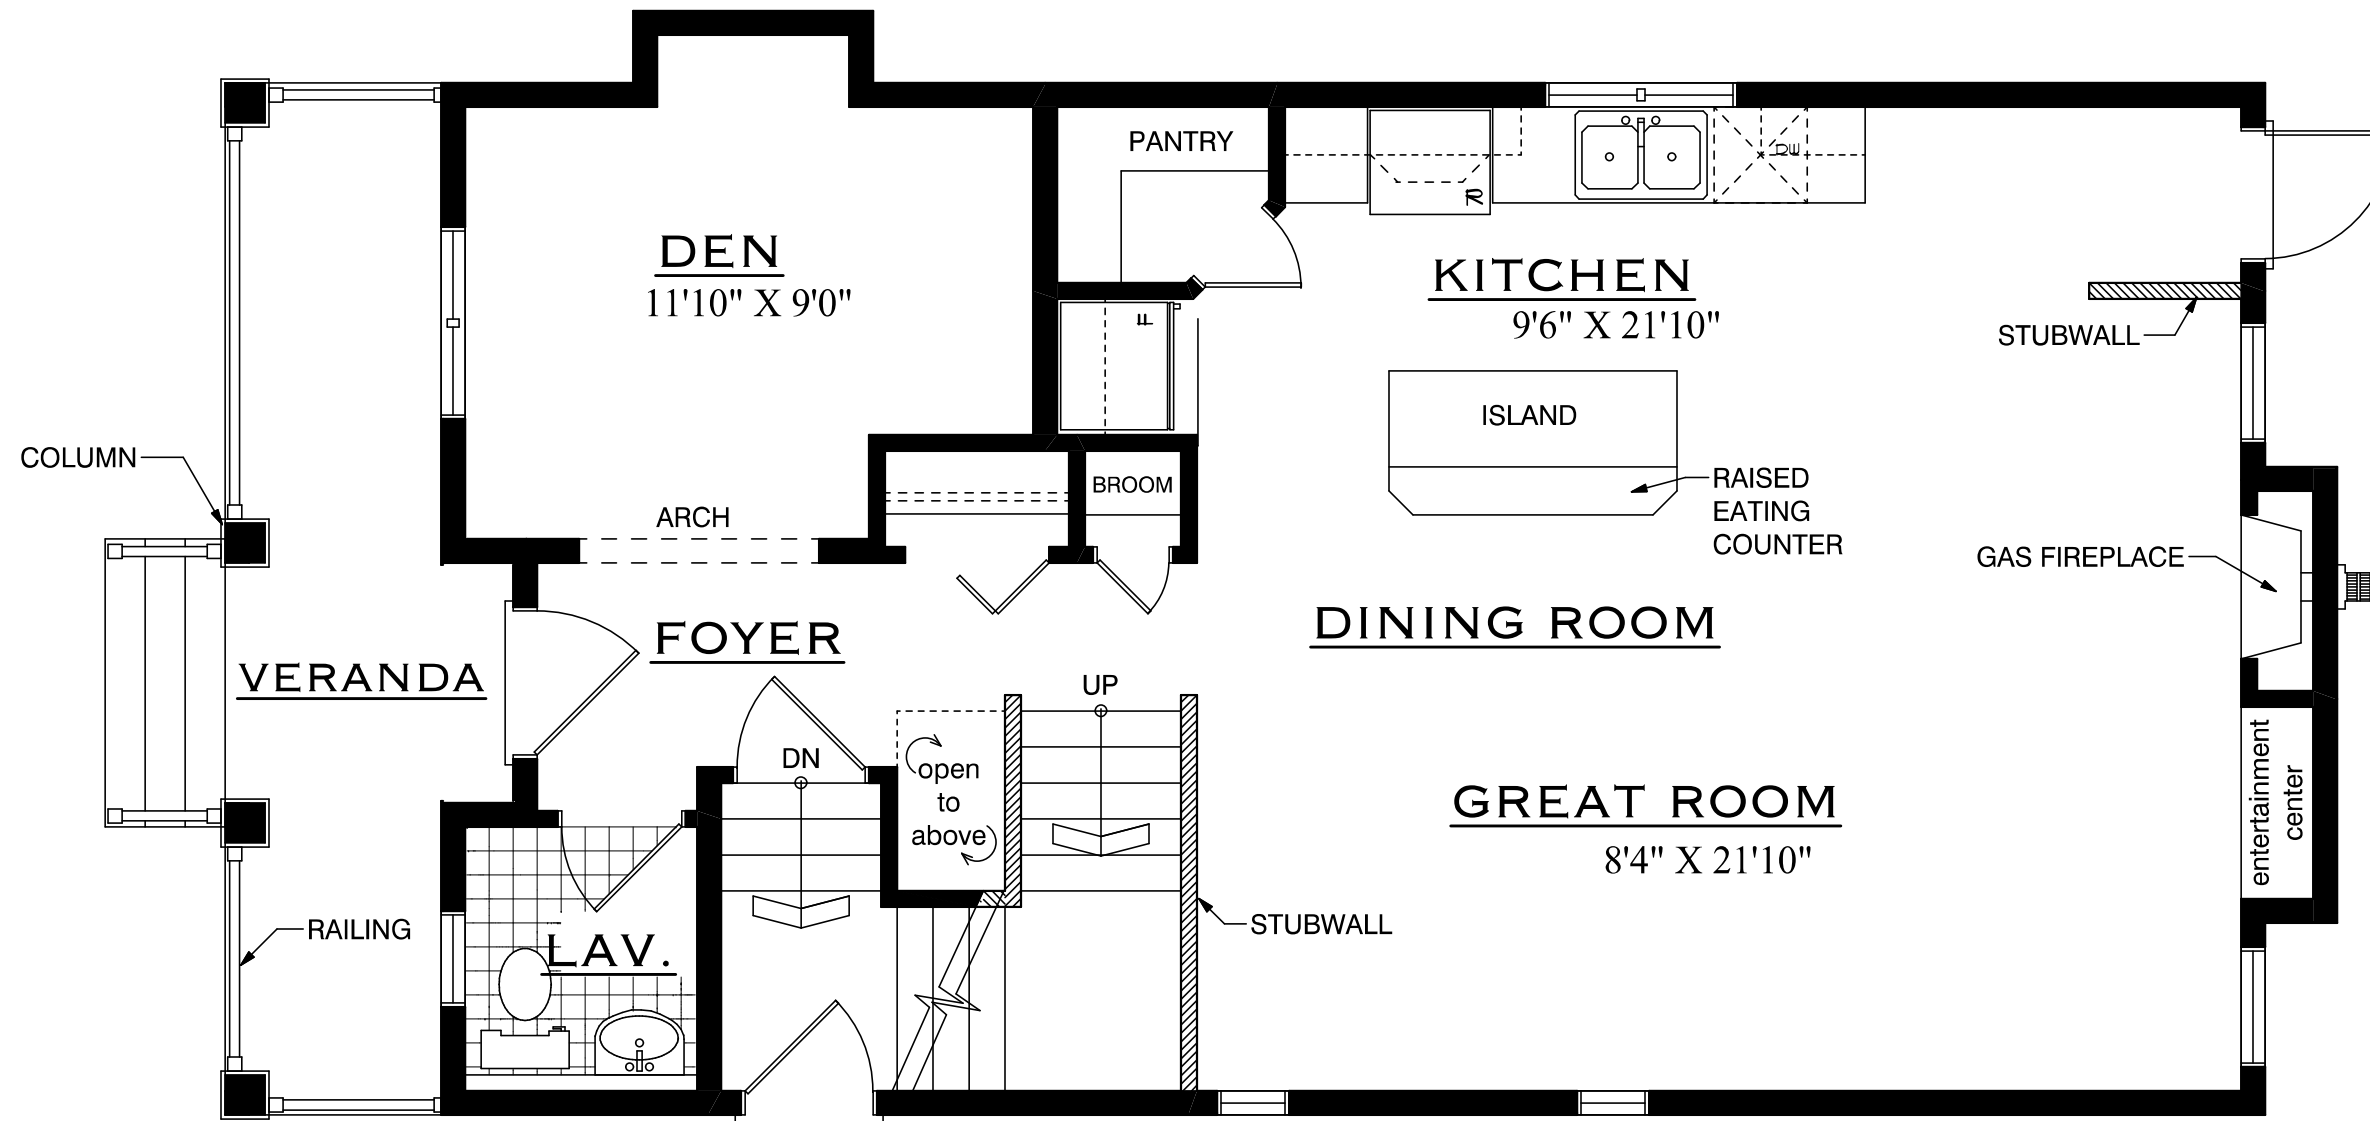 PANTRY
DW
R
DEN
11'10" X 9'0"
KITCHEN
9'6" X 21'10"
F
STUBWALL
ISLAND
COLUMN
RAISED
EATING
COUNTER
BROOM
ARCH
GAS FIREPLACE
DINING ROOM
FOYER
VERANDA
UP
DN
open
to
above
entertainment
center
GREAT ROOM
8'4" X 21'10"
RAILING
LAV.
STUBWALL